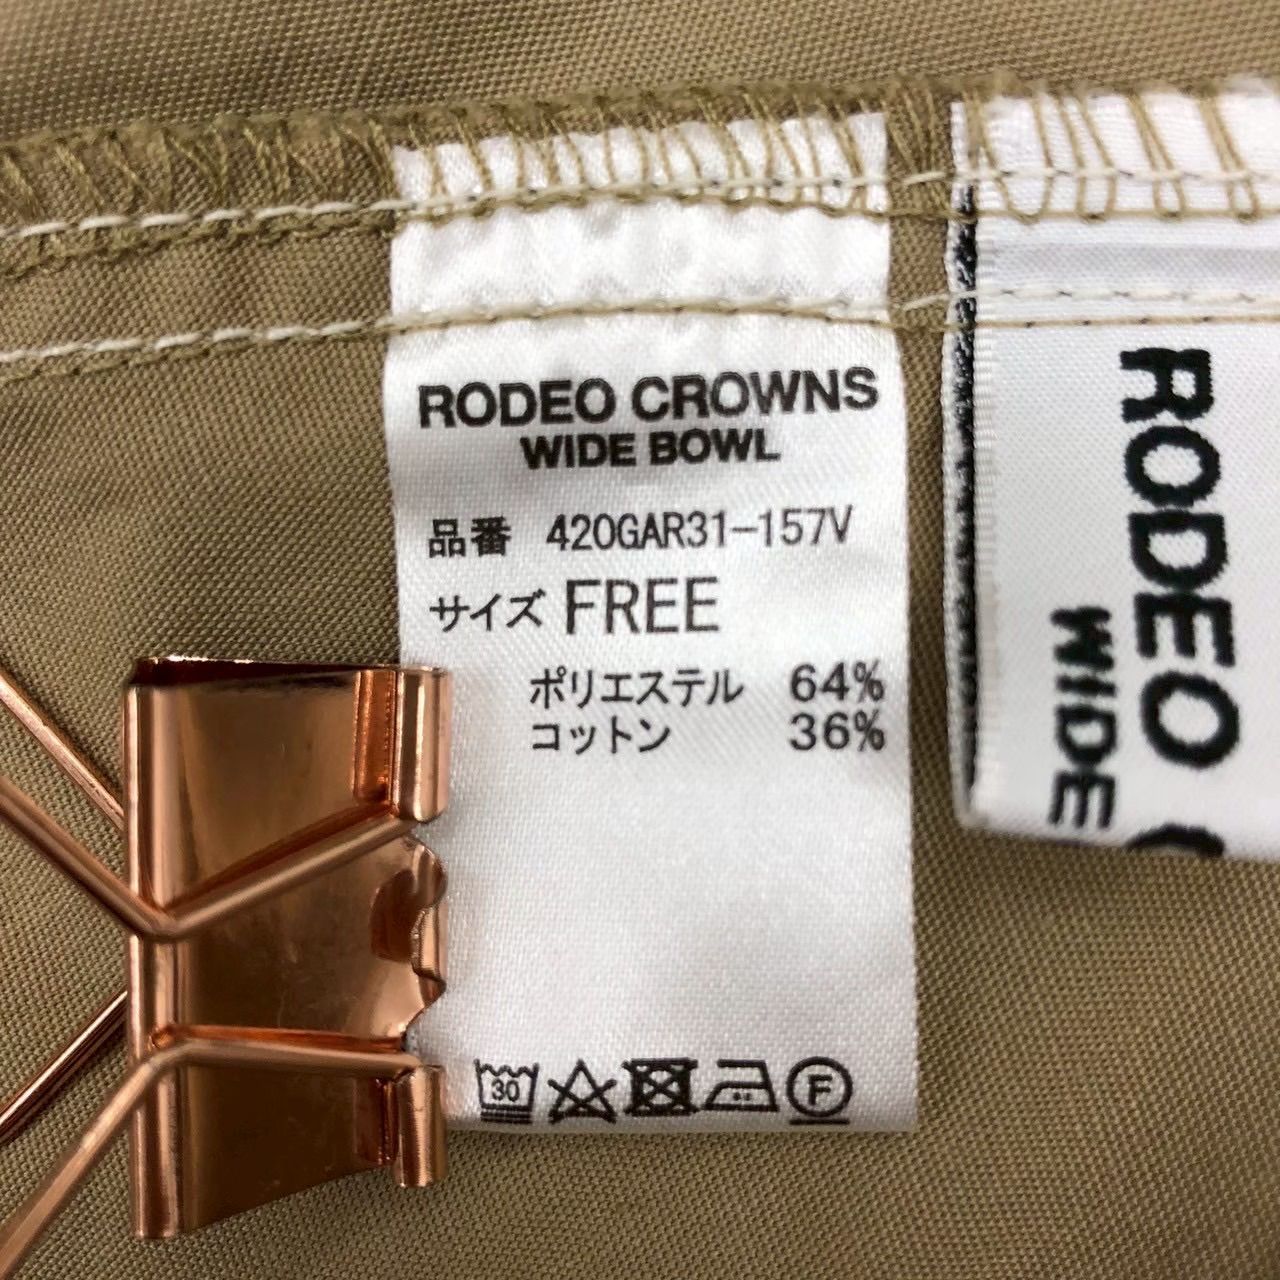 RODEO CROWNS
WIDE BOWL
品番 420GAR31-157V
サイズ FREE
ポリエステル 64%
コットン 36%
30
F
RODEO
WIDE